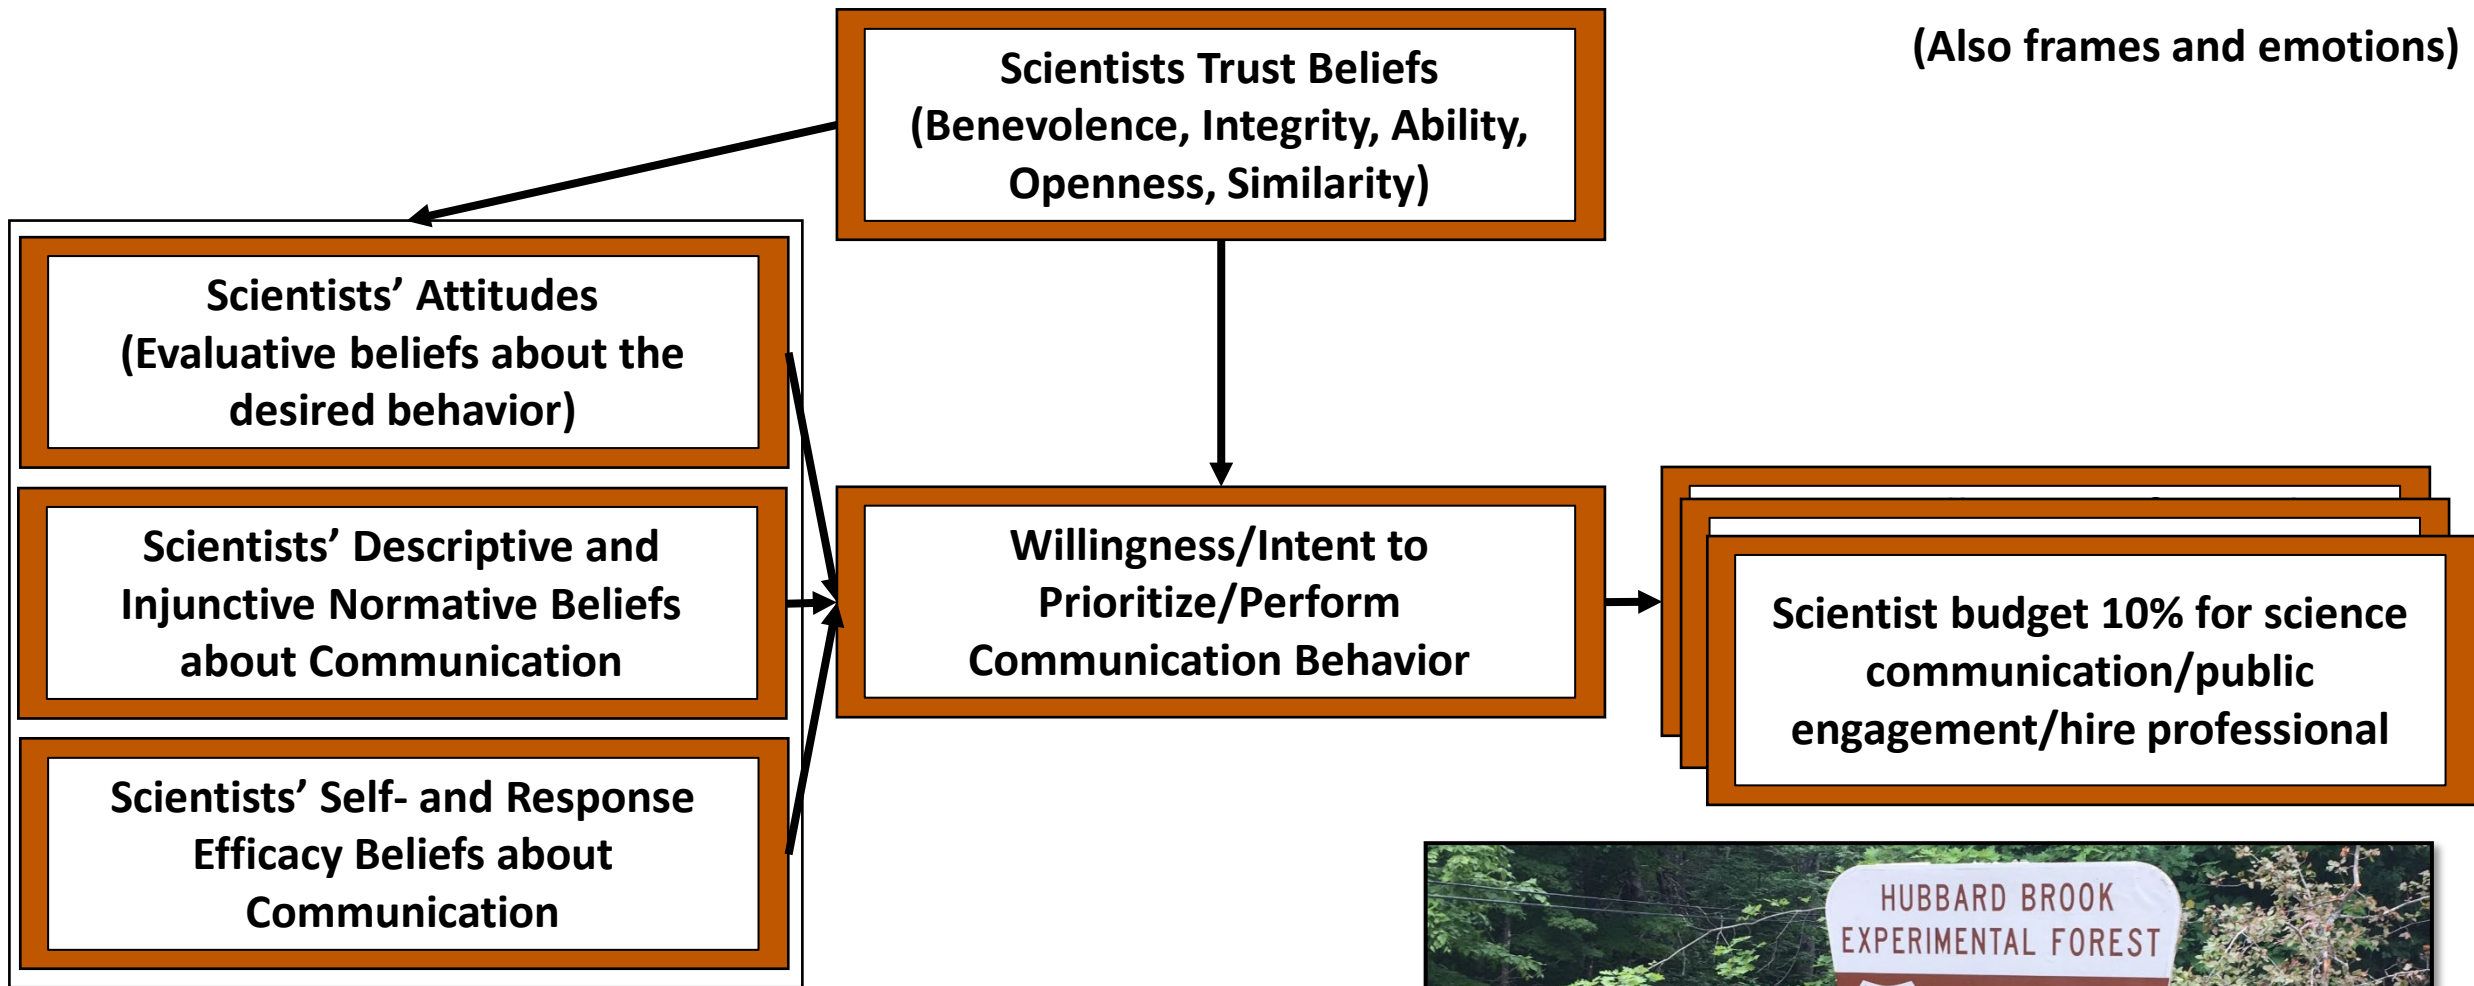 Scientists Trust Beliefs
(Benevolence, Integrity, Ability,
Openness, Similarity)
(Also frames and emotions)
Scientists’ Attitudes
(Evaluative beliefs about the
desired behavior)
Scientists’ Descriptive and
Injunctive Normative Beliefs
about Communication
Scientists’ Self- and Response
Efficacy Beliefs about
Communication
Willingness/Intent to
Prioritize/Perform
Communication Behavior
Scientist budget 10% for science
communication/public
engagement/hire professional
HUBBARD BROOK
EXPERIMENTAL FOREST